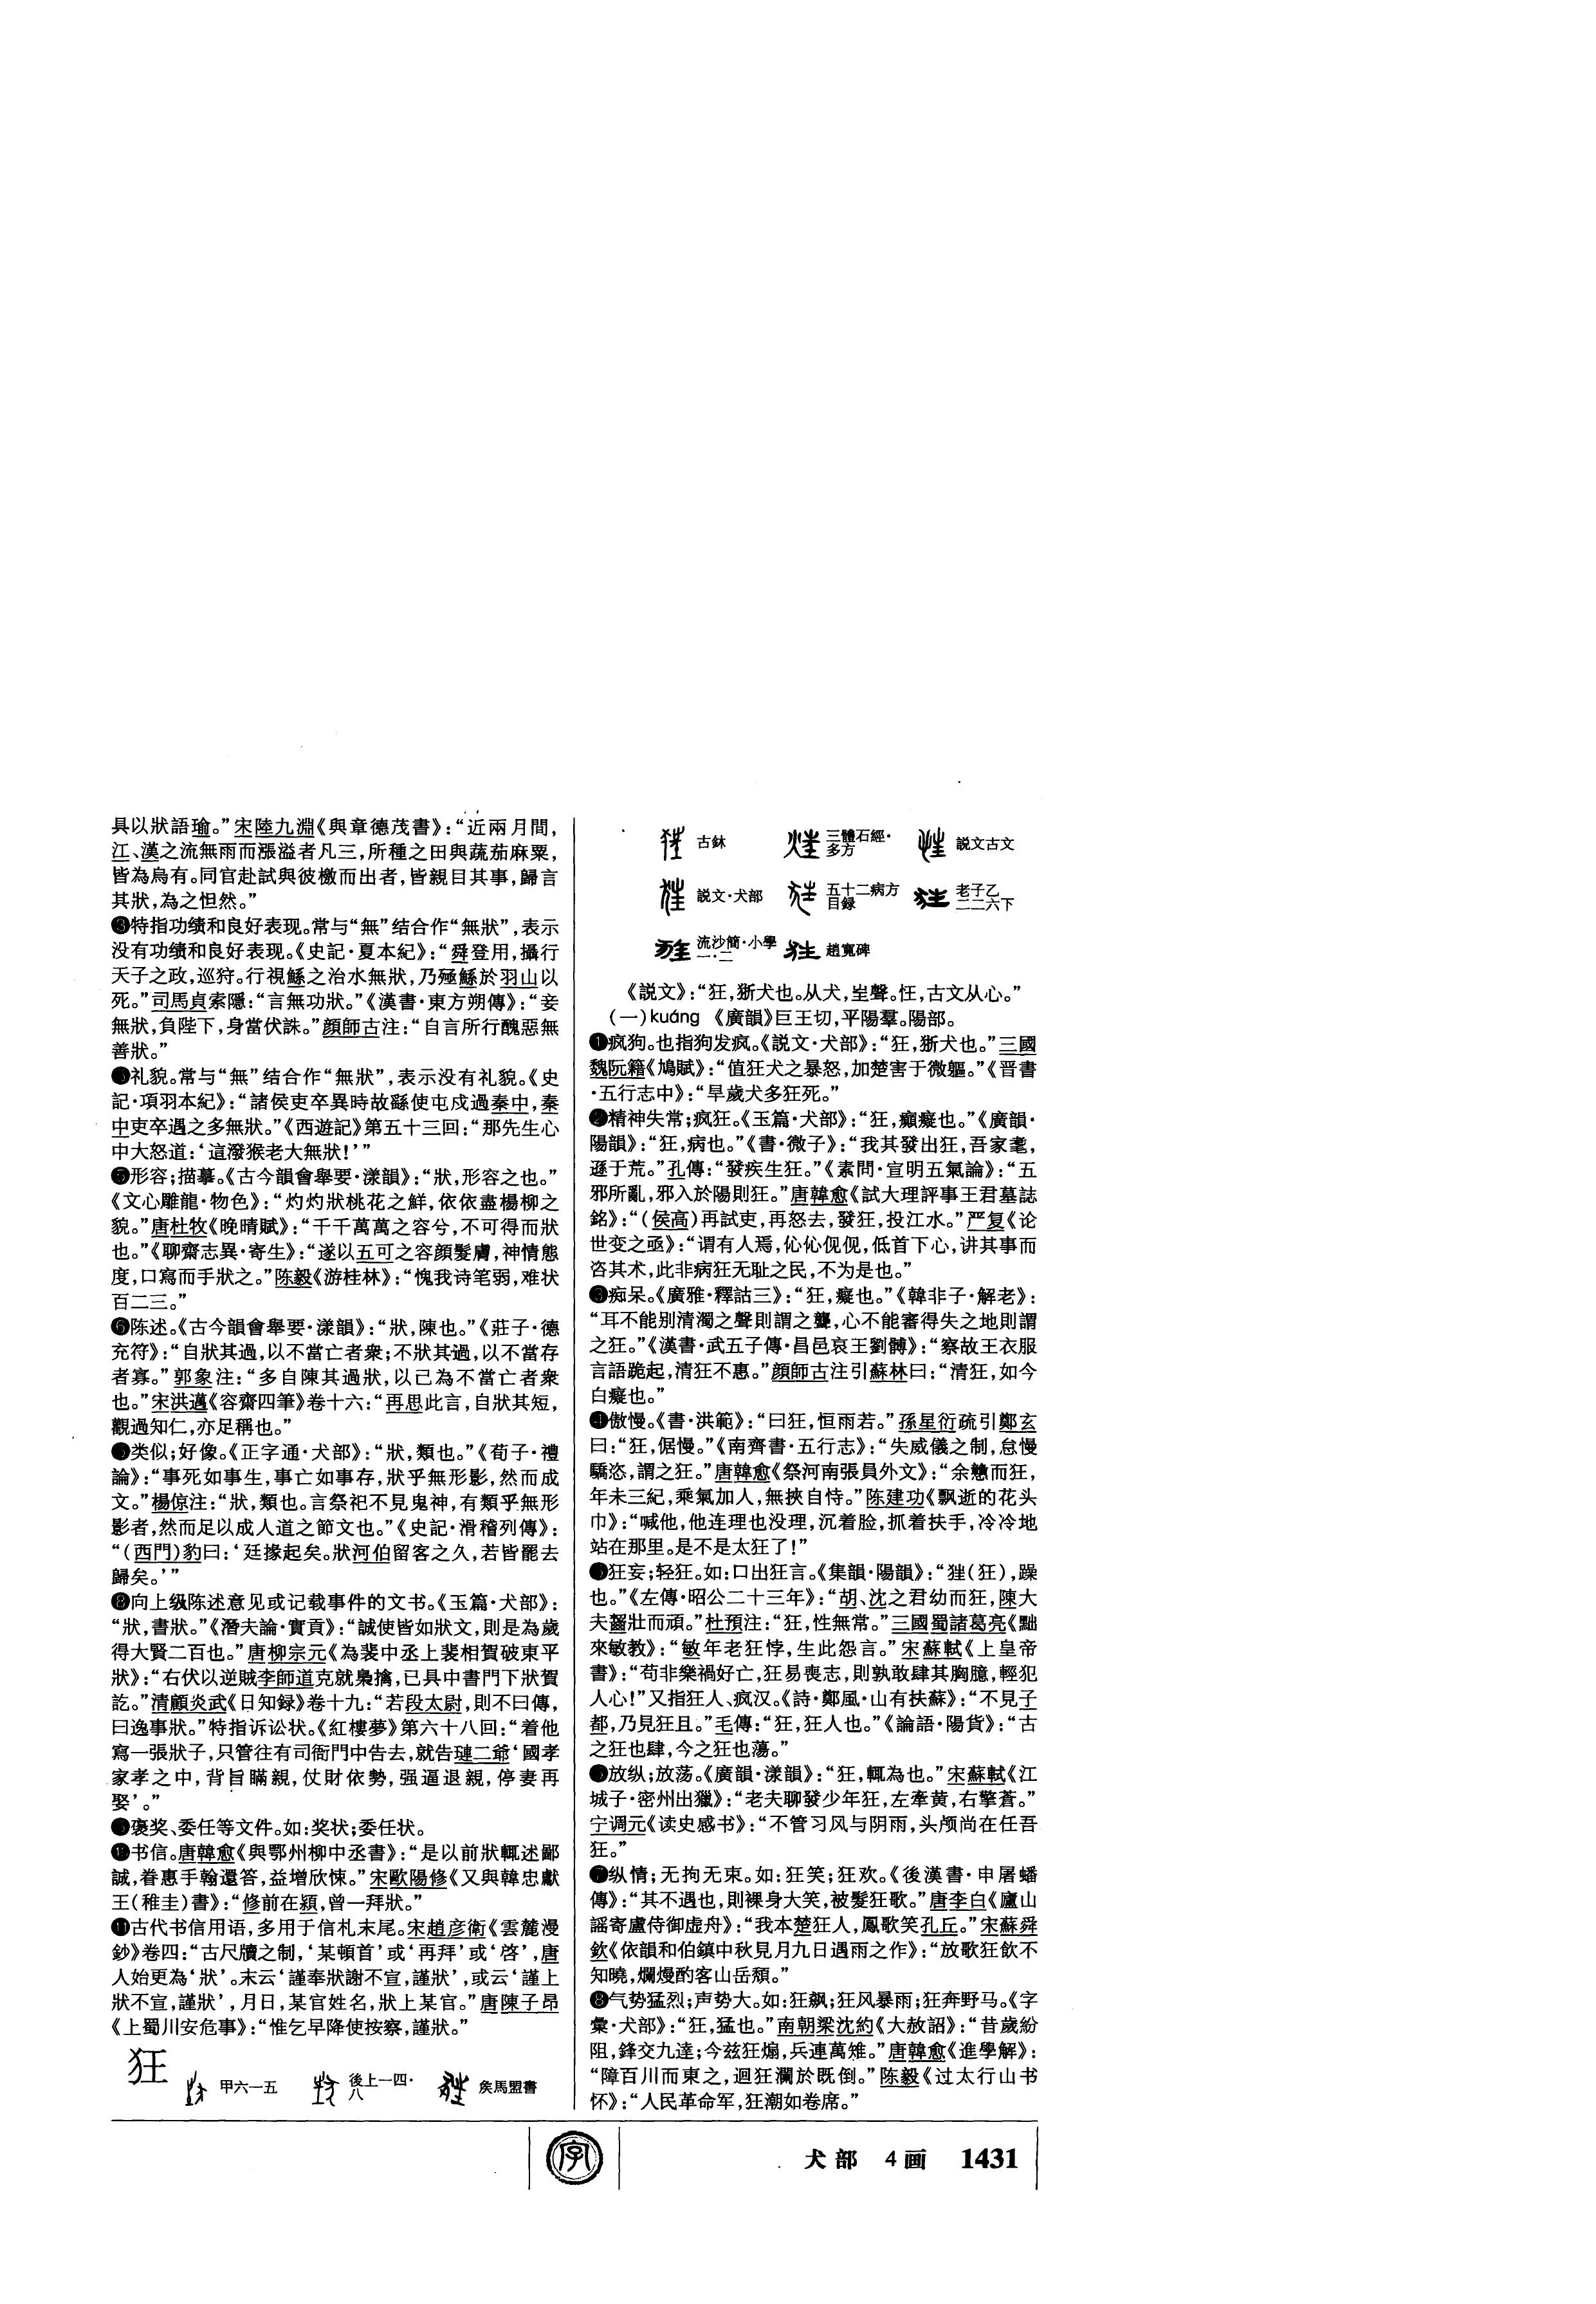 具以狀語瑜。”宋陸九淵《與章德茂書》：“近兩月間，
江、漢之流無雨而漲溢者凡三，所種之田與蔬茄麻粟，
皆為烏有。同官赴試與彼檄而出者，皆親目其事，歸言
其狀，為之怛然。”
❸特指功绩和良好表现。常与“無”结合作“無狀”，表示
没有功绩和良好表现。《史記·夏本紀》：“舜登用，攝行
天子之政，巡狩。行視鯀之治水無狀，乃殛鯀於羽山以
死。”司馬貞索隱：“言無功狀。”《漢書·東方朔傳》：“妾
無狀，負陛下，身當伏誅。”顔師古注：“自言所行醜惡無
善狀。”
❹礼貌。常与“無”结合作“無狀”，表示没有礼貌。《史
記·項羽本紀》：“諸侯吏卒異時故繇使屯戍過秦中，秦
中吏卒遇之多無狀。”《西遊記》第五十三回：“那先生心
中大怒道：‘這潑猴老大無狀！’”
❺形容；描摹。《古今韻會舉要·漾韻》：“狀，形容之也。”
《文心雕龍·物色》：“灼灼狀桃花之鮮，依依盡楊柳之
貌。”唐杜牧《晚晴賦》：“千千萬萬之容兮，不可得而狀
也。”《聊齋志異·寄生》：“遂以五可之容顔髮膚，神情態
度，口寫而手狀之。”陈毅《游桂林》：“愧我诗笔弱，难状
百二三。”
❻陈述。《古今韻會舉要·漾韻》：“狀，陳也。”《莊子·德
充符》：“自狀其過，以不當亡者衆；不狀其過，以不當存
者寡。”郭象注：“多自陳其過狀，以己為不當亡者衆
也。”宋洪邁《容齋四筆》卷十六：“再思此言，自狀其短，
觀過知仁，亦足稱也。”
❼类似；好像。《正字通·犬部》：“狀，類也。”《荀子·禮
論》：“事死如事生，事亡如事存，狀乎無形影，然而成
文。”楊倞注：“狀，類也。言祭祀不見鬼神，有類乎無形
影者，然而足以成人道之節文也。”《史記·滑稽列傳》：
“（西門）豹曰：‘廷掾起矣。狀河伯留客之久，若皆罷去
歸矣。’”
❽向上级陈述意见或记载事件的文书。《玉篇·犬部》：
“狀，書狀。”《潛夫論·實貢》：“誠使皆如狀文，則是為歲
得大賢二百也。”唐柳宗元《為裴中丞上裴相賀破東平
狀》：“右伏以逆賊李師道克就梟擒，已具中書門下狀賀
訖。”清顧炎武《日知録》卷十九：“若段太尉，則不曰傳，
曰逸事狀。”特指诉讼状。《紅樓夢》第六十八回：“着他
寫一張狀子，只管往有司衙門中告去，就告璉二爺‘國孝
家孝之中，背旨瞞親，仗財依勢，强逼退親，停妻再
娶’。”
❾褒奖、委任等文件。如：奖状；委任状。
❿书信。唐韓愈《與鄂州柳中丞書》：“是以前狀輒述鄙
誠，眷惠手翰還答，益增欣悚。”宋歐陽修《又與韓忠獻
王（稚圭）書》：“修前在潁，曾一拜狀。”
⓫古代书信用语，多用于信札末尾。宋趙彦衛《雲麓漫
鈔》卷四：“古尺牘之制，‘某頓首’或‘再拜’或‘啓’，唐
人始更為‘狀’。末云‘謹奉狀謝不宣，謹狀’，或云‘謹上
狀不宣，謹狀’，月日，某官姓名，狀上某官。”唐陳子昂
《上蜀川安危事》：“惟乞早降使按察，謹狀。”
狂
甲六一五 後上一四·八 矦馬盟書
古鉢 三體石經·多方 説文古文
説文·犬部 五十二病方目録 老子乙二二六下
流沙簡·小學一·二 趙寬碑
《説文》：“狂，狾犬也。从犬，㞷聲。忹，古文从心。”
（一）kuáng 《廣韻》巨王切，平陽羣。陽部。
❶疯狗。也指狗发疯。《説文·犬部》：“狂，狾犬也。”三國
魏阮籍《鳩賦》：“值狂犬之暴怒，加楚害于微軀。”《晋書
·五行志中》：“旱歲犬多狂死。”
❷精神失常；疯狂。《玉篇·犬部》：“狂，癲癡也。”《廣韻·
陽韻》：“狂，病也。”《書·微子》：“我其發出狂，吾家耄，
遜于荒。”孔傳：“發疾生狂。”《素問·宣明五氣論》：“五
邪所亂，邪入於陽則狂。”唐韓愈《試大理評事王君墓誌
銘》：“（侯高）再試吏，再怒去，發狂，投江水。”严复《论
世变之亟》：“谓有人焉，伈伈伣伣，低首下心，讲其事而
咨其术，此非病狂无耻之民，不为是也。”
❸痴呆。《廣雅·釋詁三》：“狂，癡也。”《韓非子·解老》：
“耳不能别清濁之聲則謂之聾，心不能審得失之地則謂
之狂。”《漢書·武五子傳·昌邑哀王劉髆》：“察故王衣服
言語跪起，清狂不惠。”顔師古注引蘇林曰：“清狂，如今
白癡也。”
❹傲慢。《書·洪範》：“曰狂，恒雨若。”孫星衍疏引鄭玄
曰：“狂，倨慢。”《南齊書·五行志》：“失威儀之制，怠慢
驕恣，謂之狂。”唐韓愈《祭河南張員外文》：“余戇而狂，
年未三紀，乘氣加人，無挾自恃。”陈建功《飘逝的花头
巾》：“喊他，他连理也没理，沉着脸，抓着扶手，冷冷地
站在那里。是不是太狂了！”
❺狂妄；轻狂。如：口出狂言。《集韻·陽韻》：“狴（狂），躁
也。”《左傳·昭公二十三年》：“胡、沈之君幼而狂，陳大
夫齧壯而頑。”杜預注：“狂，性無常。”三國蜀諸葛亮《黜
來敏教》：“敏年老狂悖，生此怨言。”宋蘇軾《上皇帝
書》：“苟非樂禍好亡，狂易喪志，則孰敢肆其胸臆，輕犯
人心！”又指狂人、疯汉。《詩·鄭風·山有扶蘇》：“不見子
都，乃見狂且。”毛傳：“狂，狂人也。”《論語·陽貨》：“古
之狂也肆，今之狂也蕩。”
❻放纵；放荡。《廣韻·漾韻》：“狂，輒為也。”宋蘇軾《江
城子·密州出獵》：“老夫聊發少年狂，左牽黄，右擎蒼。”
宁调元《读史感书》：“不管习风与阴雨，头颅尚在任吾
狂。”
❼纵情；无拘无束。如：狂笑；狂欢。《後漢書·申屠蟠
傳》：“其不遇也，則裸身大笑，被髮狂歌。”唐李白《廬山
謡寄盧侍御虚舟》：“我本楚狂人，鳳歌笑孔丘。”宋蘇舜
欽《依韻和伯鎮中秋見月九日遇雨之作》：“放歌狂飲不
知曉，爛熳酌客山岳頽。”
❽气势猛烈；声势大。如：狂飙；狂风暴雨；狂奔野马。《字
彙·犬部》：“狂，猛也。”南朝梁沈約《大赦詔》：“昔歲紛
阻，鋒交九逵；今兹狂煽，兵連萬雉。”唐韓愈《進學解》：
“障百川而東之，迴狂瀾於既倒。”陈毅《过太行山书
怀》：“人民革命军，狂潮如卷席。”
字
犬部 4画 1431